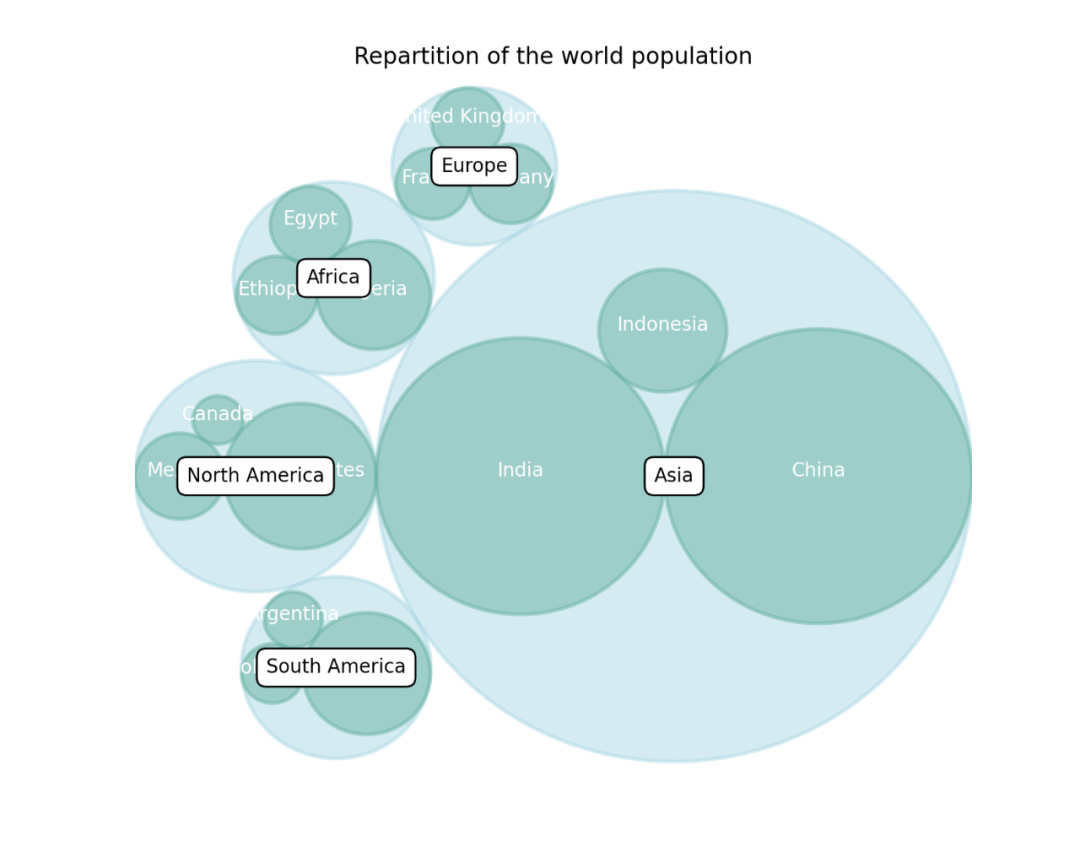 Repartition of the world population
nited Kingdom
Europe
Fra
any
Egypt
Africa
Ethiop
eria
Indonesia
Canada
Me
North America
tes
India
Asia
China
rgentina
ol
South America